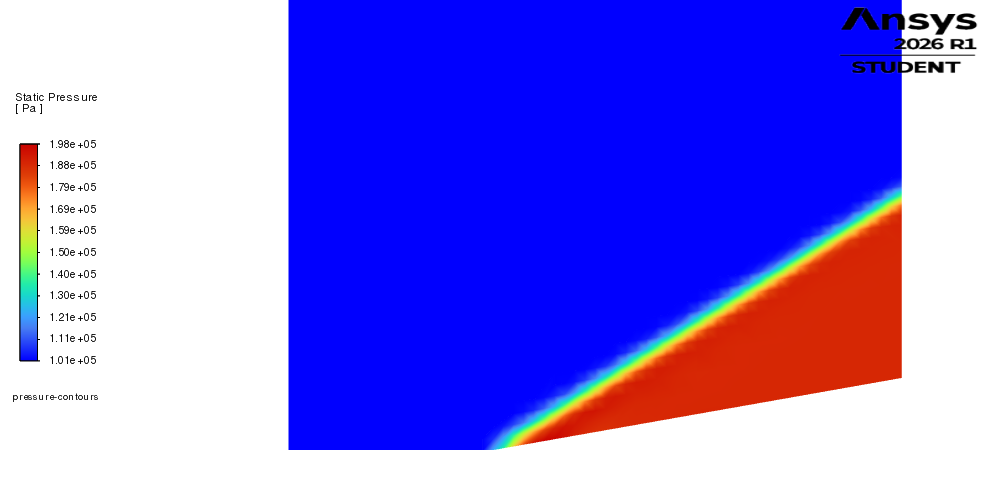 Ansys
2026 R1
STUDENT
Static Pressure
[ Pa ]
1.98e+05
1.88e+05
1.79e+05
1.69e+05
1.59e+05
1.50e+05
1.40e+05
1.30e+05
1.21e+05
1.11e+05
1.01e+05
pressure-contours